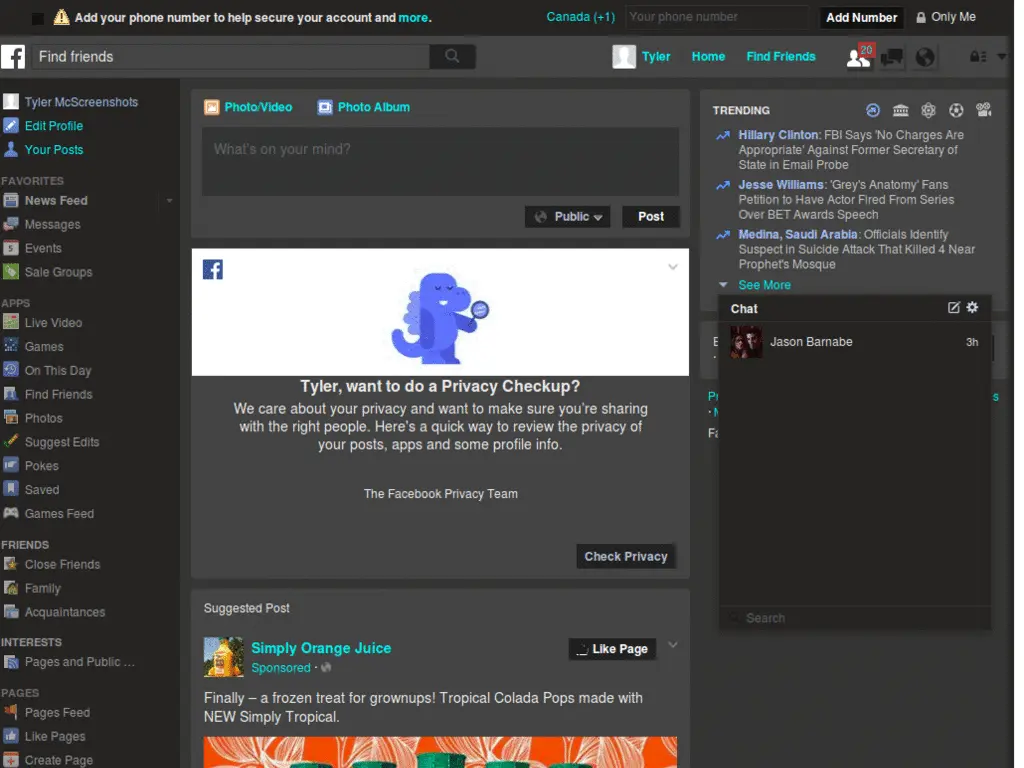 Add your phone number to help secure your account and more.
Canada (+1)
Your phone number
Add Number
Only Me
Find friends
Tyler
Home
Find Friends
20
Tyler McScreenshots
Edit Profile
Your Posts
FAVORITES
News Feed
Messages
Events
Sale Groups
APPS
Live Video
Games
On This Day
Find Friends
Photos
Suggest Edits
Pokes
Saved
Games Feed
FRIENDS
Close Friends
Family
Acquaintances
INTERESTS
Pages and Public ...
PAGES
Pages Feed
Like Pages
Create Page
Photo/Video
Photo Album
What's on your mind?
Public
Post
Tyler, want to do a Privacy Checkup?
We care about your privacy and want to make sure you're sharing
with the right people. Here's a quick way to review the privacy of
your posts, apps and some profile info.
The Facebook Privacy Team
Check Privacy
Suggested Post
Simply Orange Juice
Sponsored ·
Like Page
Finally – a frozen treat for grownups! Tropical Colada Pops made with
NEW Simply Tropical.
TRENDING
Hillary Clinton: FBI Says 'No Charges Are
Appropriate' Against Former Secretary of
State in Email Probe
Jesse Williams: 'Grey's Anatomy' Fans
Petition to Have Actor Fired From Series
Over BET Awards Speech
Medina, Saudi Arabia: Officials Identify
Suspect in Suicide Attack That Killed 4 Near
Prophet's Mosque
See More
Chat
Jason Barnabe
3h
Search